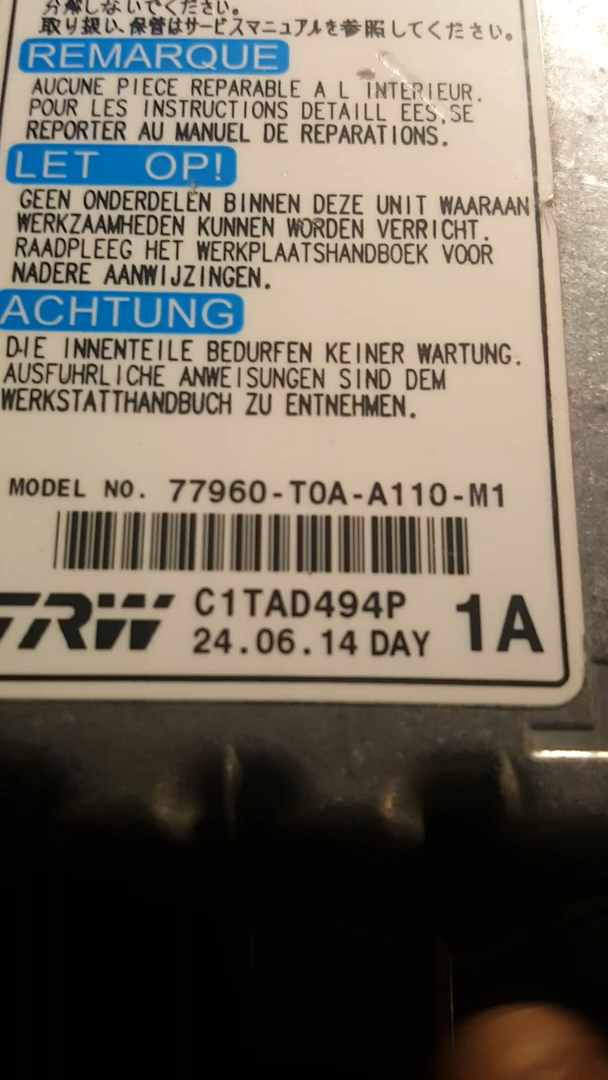 分解しないでください。
取り扱い、保管はサービスマニュアルを参照してください。
REMARQUE
AUCUNE PIECE REPARABLE A L INTERIEUR.
POUR LES INSTRUCTIONS DETAILL EES,SE
REPORTER AU MANUEL DE REPARATIONS.
LET OP!
GEEN ONDERDELEN BINNEN DEZE UNIT WAARAAN
WERKZAAMHEDEN KUNNEN WORDEN VERRICHT.
RAADPLEEG HET WERKPLAATSHANDBOEK VOOR
NADERE AANWIJZINGEN.
ACHTUNG
DIE INNENTEILE BEDURFEN KEINER WARTUNG.
AUSFUHRLICHE ANWEISUNGEN SIND DEM
WERKSTATTHANDBUCH ZU ENTNEHMEN.
MODEL NO. 77960-T0A-A110-M1
TRW C1TAD494P 1A
24.06.14 DAY